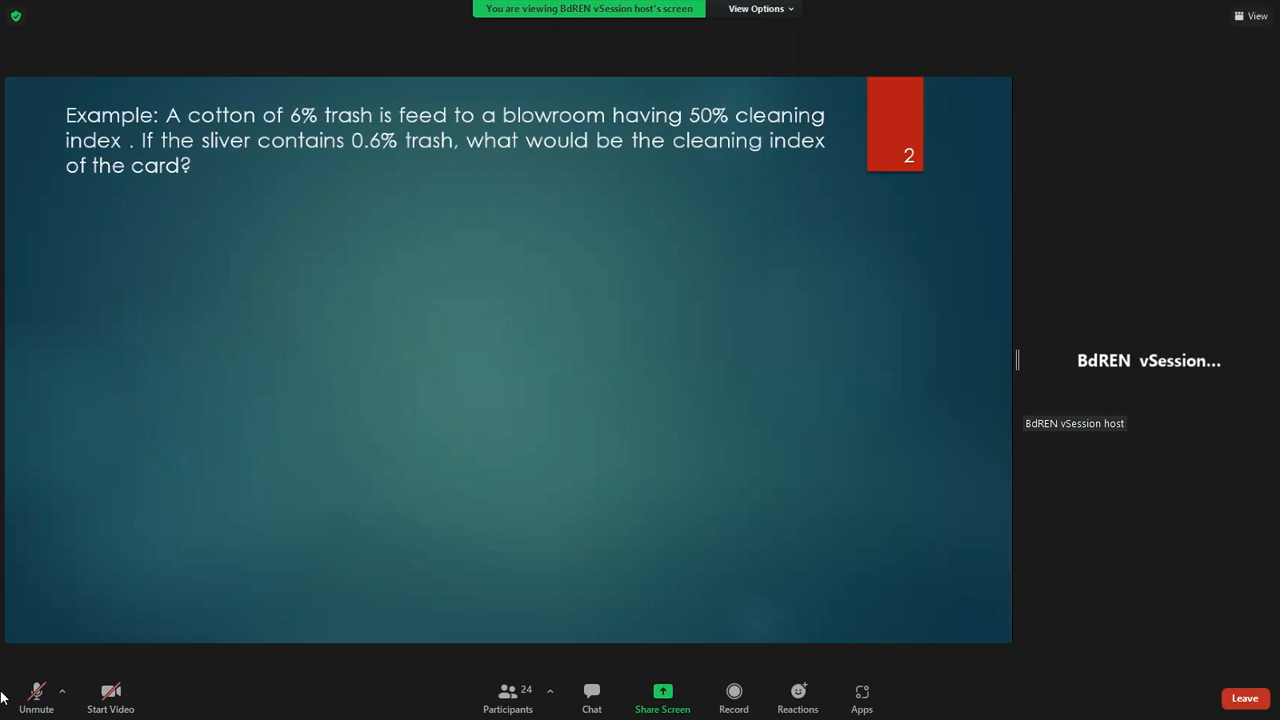 You are viewing BdREN vSession host's screen
View Options
View
Example: A cotton of 6% trash is feed to a blowroom having 50% cleaning
index . If the sliver contains 0.6% trash, what would be the cleaning index
of the card?
2
BdREN vSession...
BdREN vSession host
Unmute
Start Video
24
Participants
Chat
Share Screen
Record
Reactions
Apps
Leave